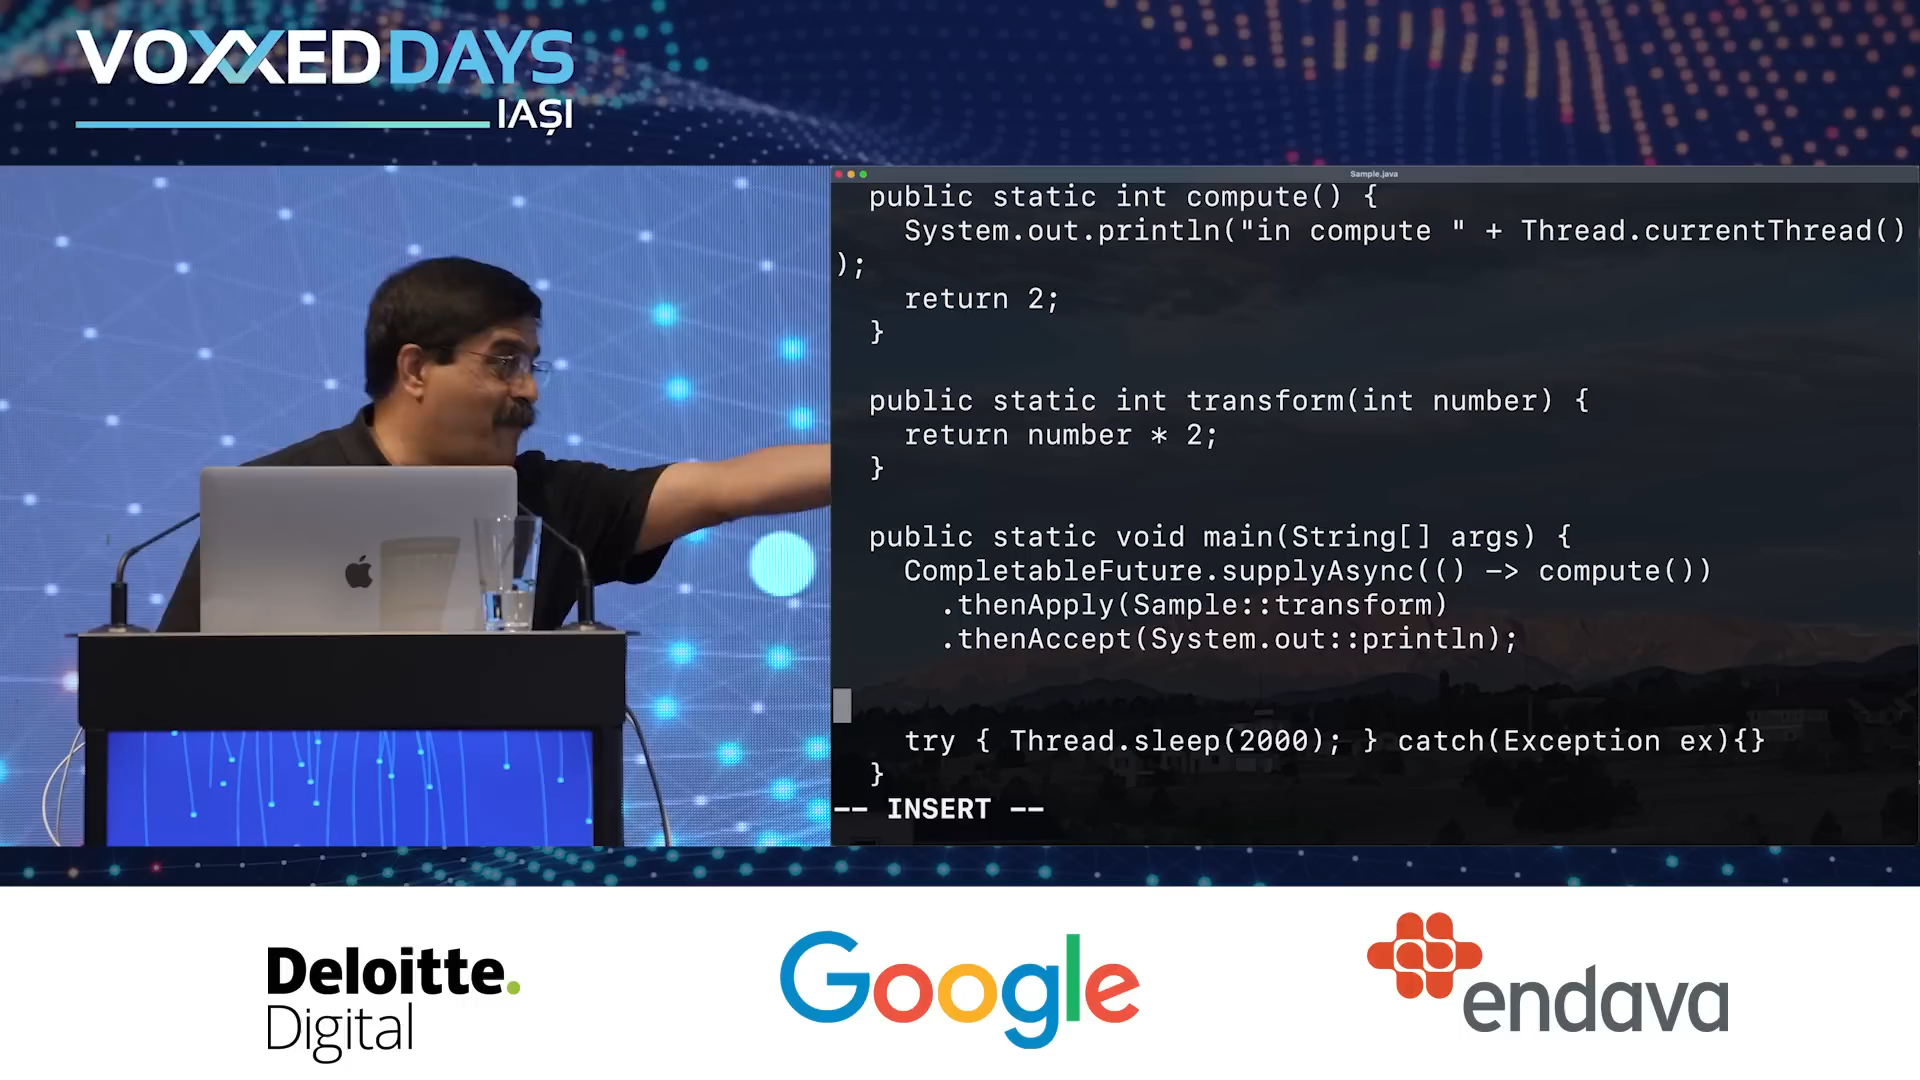 VOXXEDDAYS
IAȘI
Sample.java
public static int compute() {
System.out.println("in compute " + Thread.currentThread()
);
return 2;
}
public static int transform(int number) {
return number * 2;
}
public static void main(String[] args) {
CompletableFuture.supplyAsync(() -> compute())
.thenApply(Sample::transform)
.thenAccept(System.out::println);
try { Thread.sleep(2000); } catch(Exception ex){}
}
-- INSERT --
Deloitte.
Digital
Google
endava